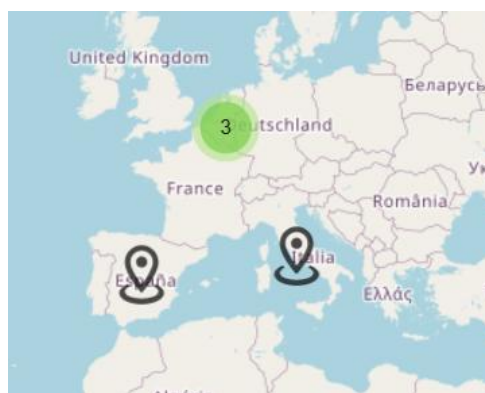 United Kingdom
Беларусь
3
eutschland
France
România
Italia
España
Ελλάς